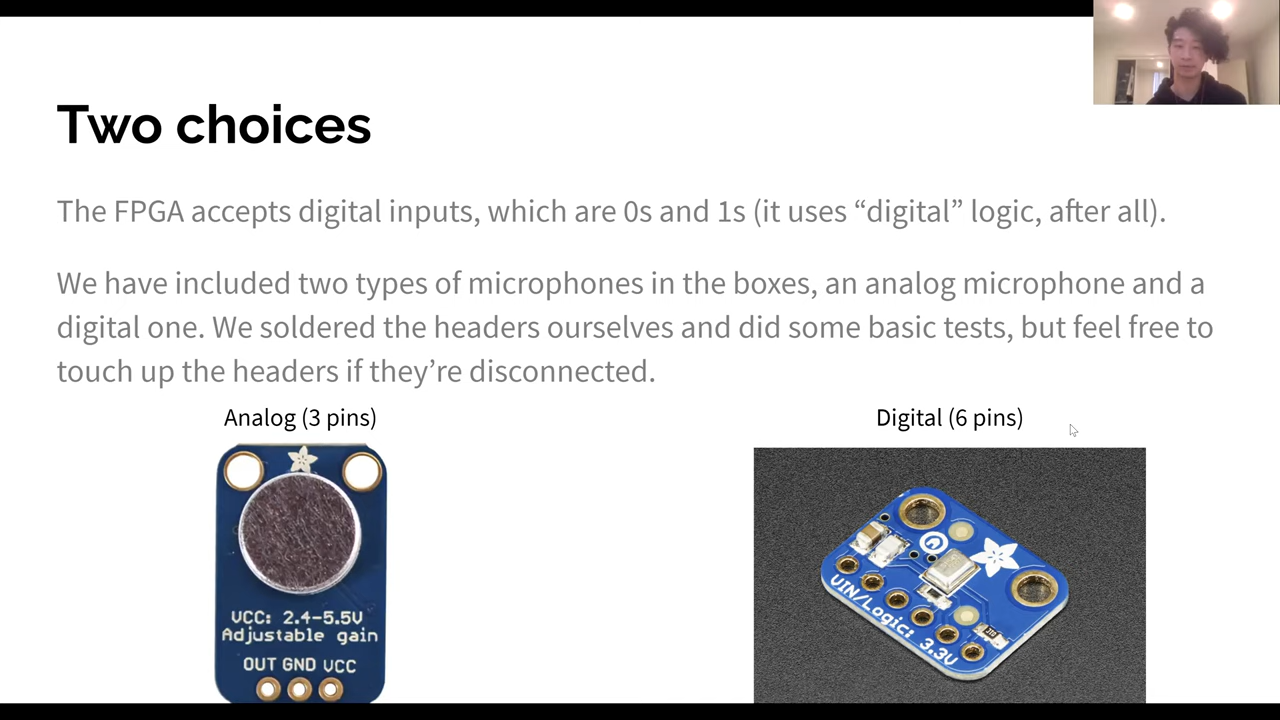 Two choices
The FPGA accepts digital inputs, which are 0s and 1s (it uses “digital” logic, after all).
We have included two types of microphones in the boxes, an analog microphone and a
digital one. We soldered the headers ourselves and did some basic tests, but feel free to
touch up the headers if they’re disconnected.
Analog (3 pins)
Digital (6 pins)
VCC: 2.4-5.5V
Adjustable gain
OUT GND VCC
VIN/Logic: 3.3V